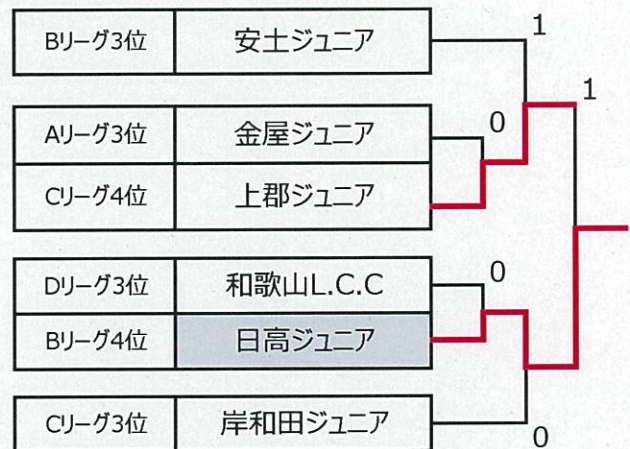 Bリーグ3位 安土ジュニア 1
1
Aリーグ3位 金屋ジュニア 0
Cリーグ4位 上郡ジュニア
Dリーグ3位 和歌山L.C.C 0
Bリーグ4位 日高ジュニア
Cリーグ3位 岸和田ジュニア 0